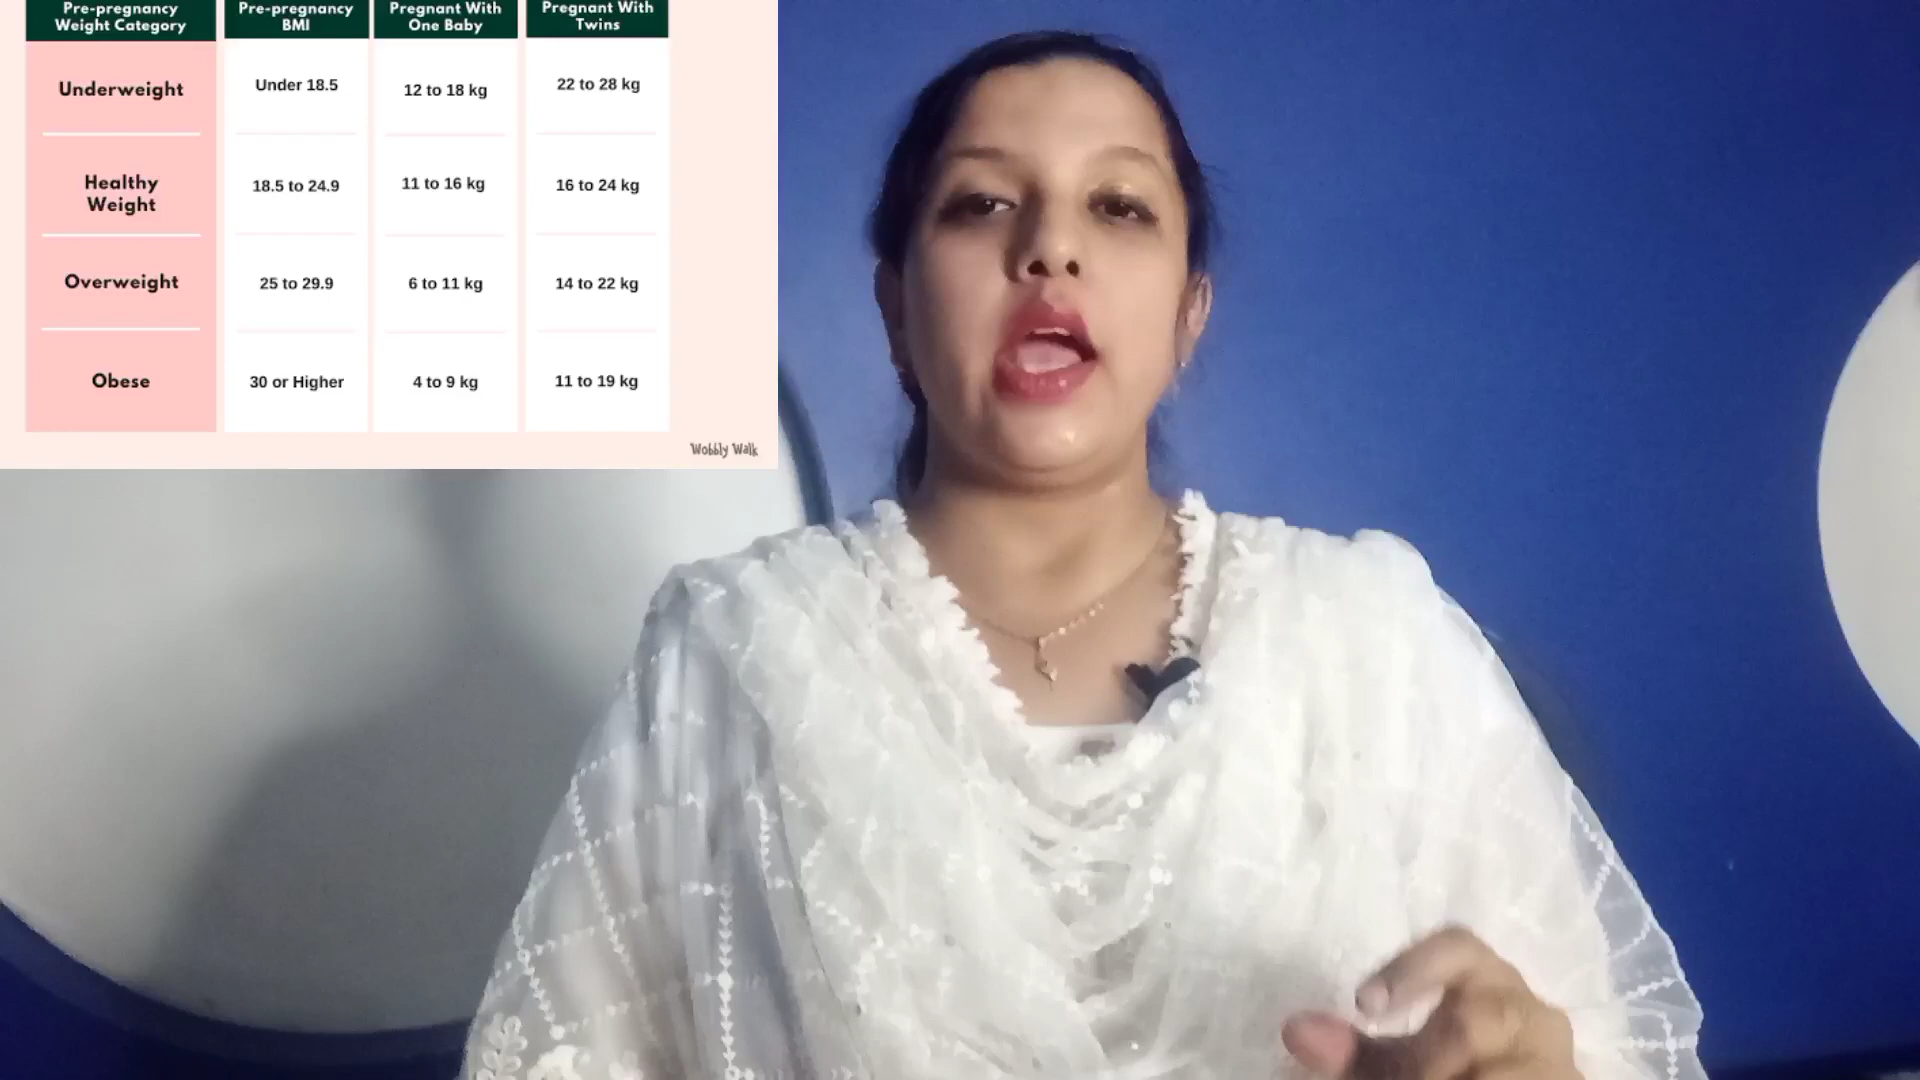 Pre-pregnancy
Weight Category
Pre-pregnancy
BMI
Pregnant With
One Baby
Pregnant With
Twins
Underweight
Under 18.5
12 to 18 kg
22 to 28 kg
Healthy
Weight
18.5 to 24.9
11 to 16 kg
16 to 24 kg
Overweight
25 to 29.9
6 to 11 kg
14 to 22 kg
Obese
30 or Higher
4 to 9 kg
11 to 19 kg
Wobbly Walk